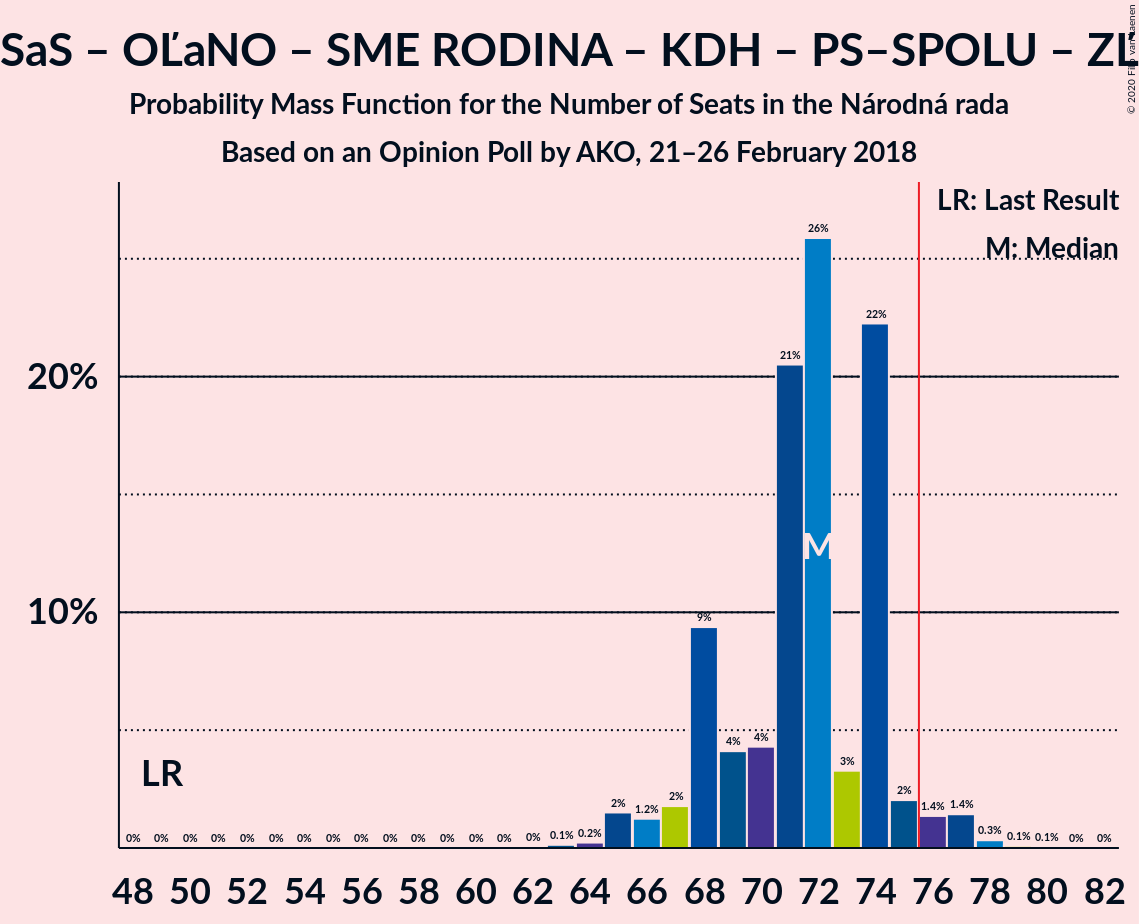 SaS – OĽaNO – SME RODINA – KDH – PS–SPOLU – ZĽ
Probability Mass Function for the Number of Seats in the Národná rada
Based on an Opinion Poll by AKO, 21–26 February 2018
© 2020 Filip van Laenen
LR: Last Result
M: Median
26%
22%
21%
20%
M
10%
9%
4% 4%
3%
LR
2% 1.2% 2% 2% 1.4% 1.4%
0% 0% 0% 0% 0% 0% 0% 0% 0% 0% 0% 0% 0% 0% 0% 0.1% 0.2% 0.3% 0.1% 0.1% 0% 0%
48 50 52 54 56 58 60 62 64 66 68 70 72 74 76 78 80 82